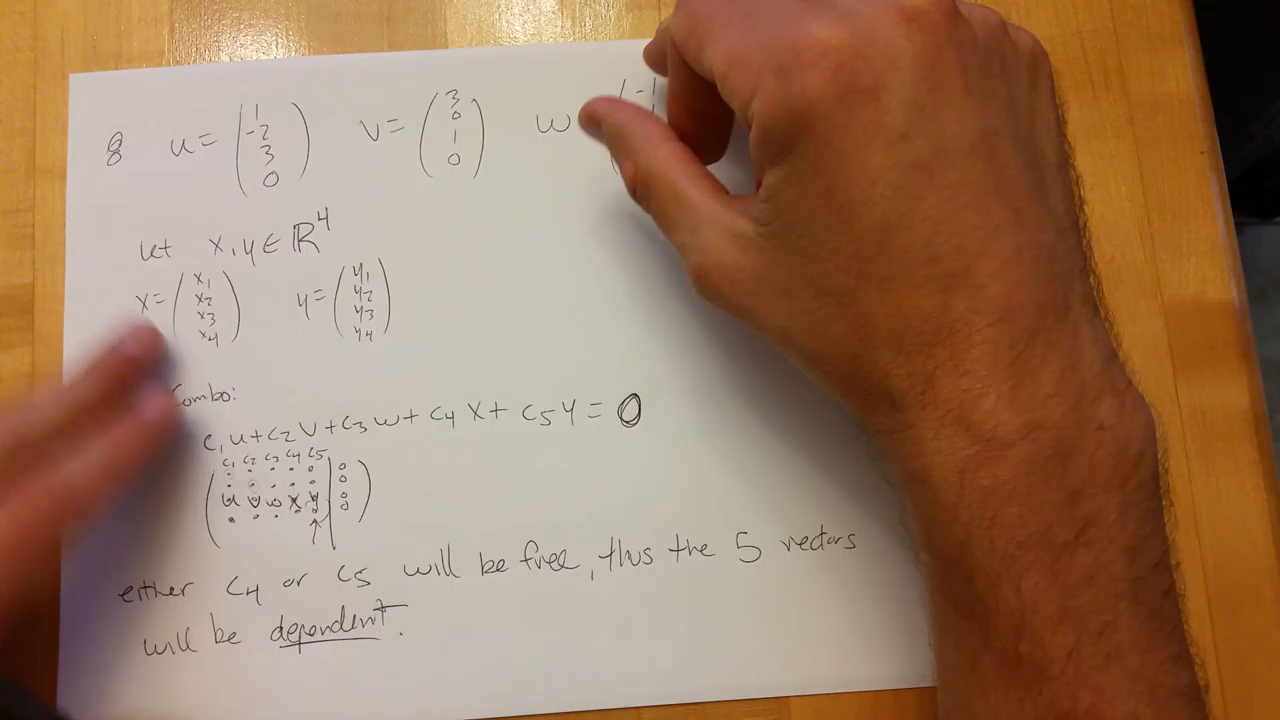 8 u = ( 1 -2 3 0 ) v = ( 3 0 1 0 ) w ( -1
let x, y ∈ ℝ⁴
x = ( x₁ x₂ x₃ x₄ ) y = ( y₁ y₂ y₃ y₄ )
Combo:
c₁u + c₂v + c₃w + c₄x + c₅y = 0
c₁ c₂ c₃ c₄ c₅
( u v w x y | 0 0 0 0 )
either c₄ or c₅ will be free, thus the 5 vectors
will be dependent.